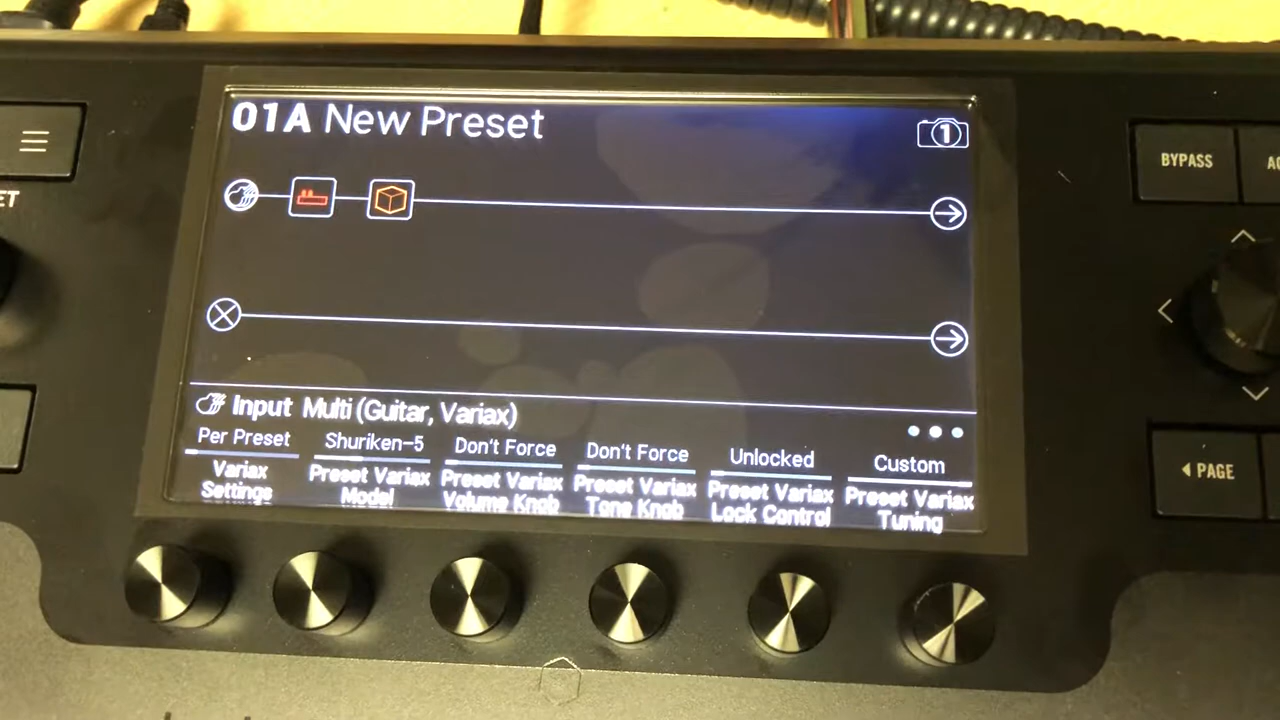 01A New Preset
1
BYPASS
Input Multi (Guitar, Variax)
Per Preset
Shuriken-5
Don't Force
Don't Force
Unlocked
Custom
Variax
Settings
Preset Variax
Model
Preset Variax
Volume Knob
Preset Variax
Tone Knob
Preset Variax
Lock Control
Preset Variax
Tuning
PAGE